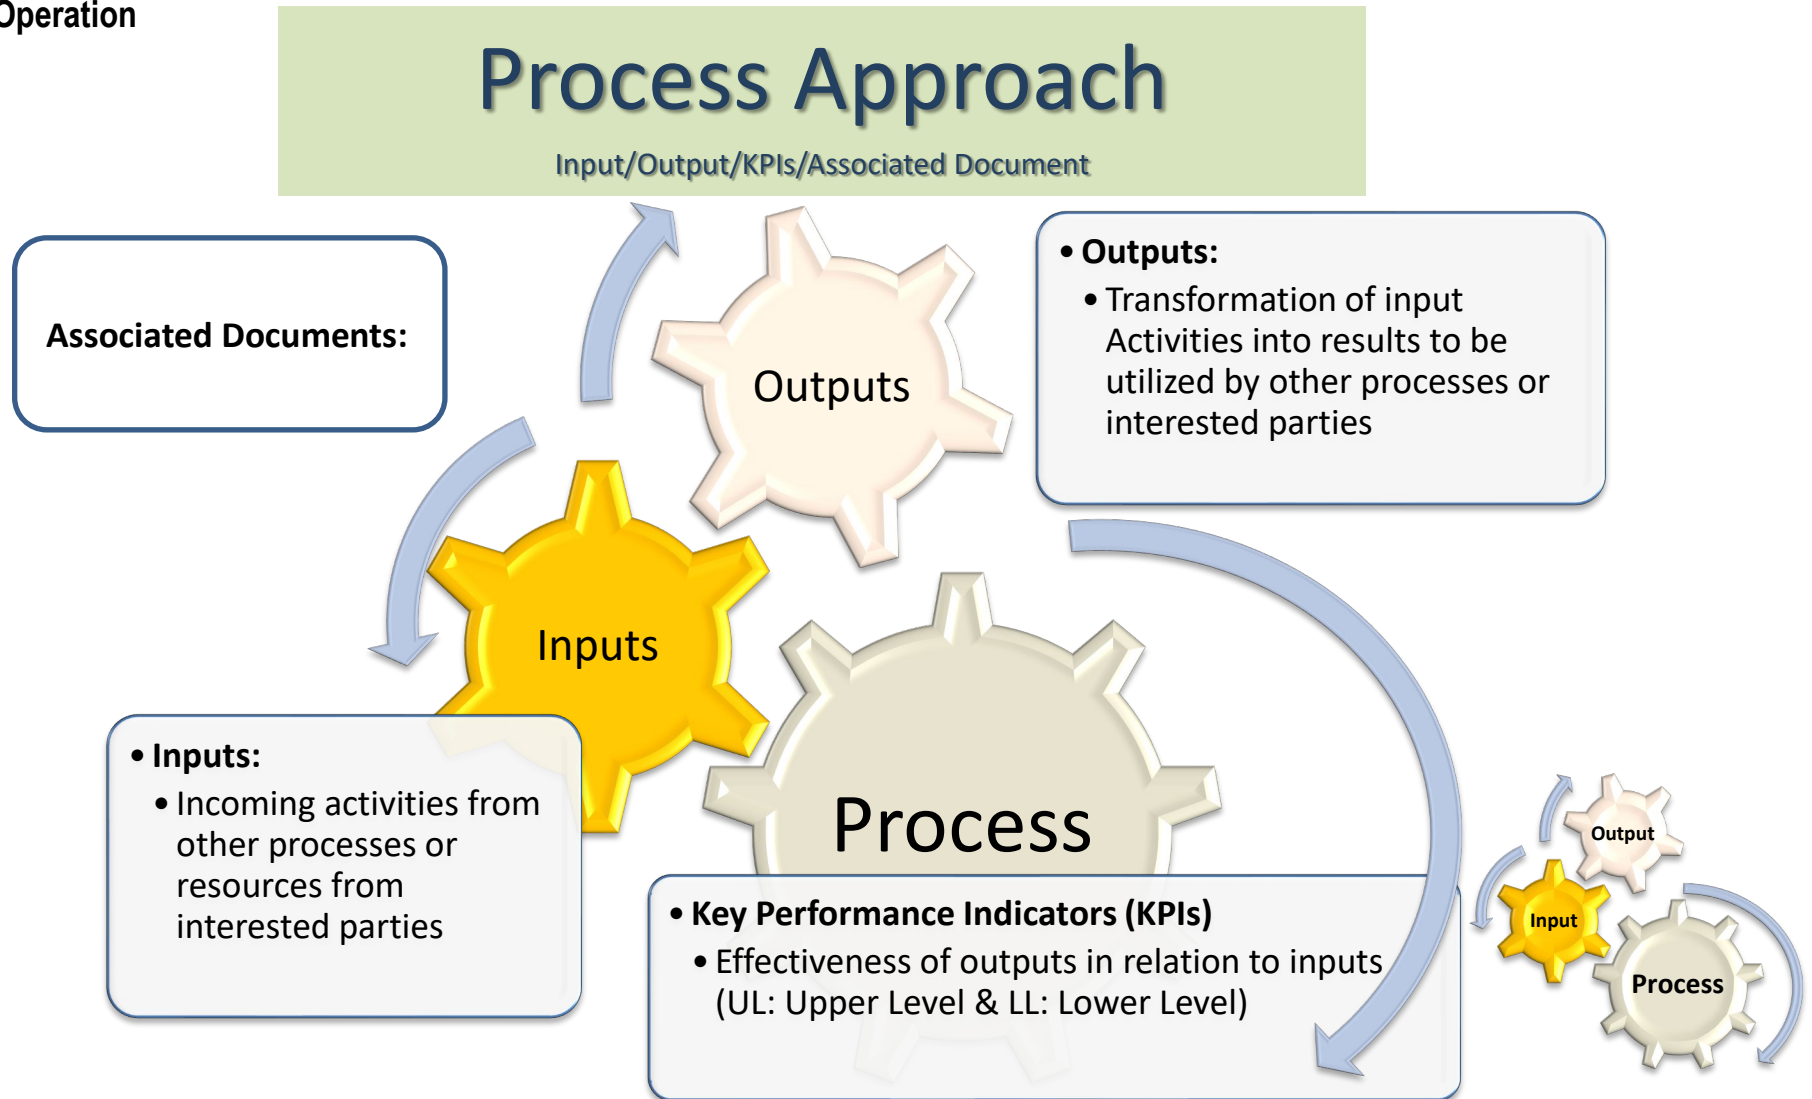 Operation
Process Approach
Input/Output/KPIs/Associated Document
Associated Documents:
Outputs
• Outputs:
• Transformation of input
Activities into results to be
utilized by other processes or
interested parties
Inputs
• Inputs:
• Incoming activities from
other processes or
resources from
interested parties
Process
• Key Performance Indicators (KPIs)
• Effectiveness of outputs in relation to inputs
(UL: Upper Level & LL: Lower Level)
Output
Input
Process